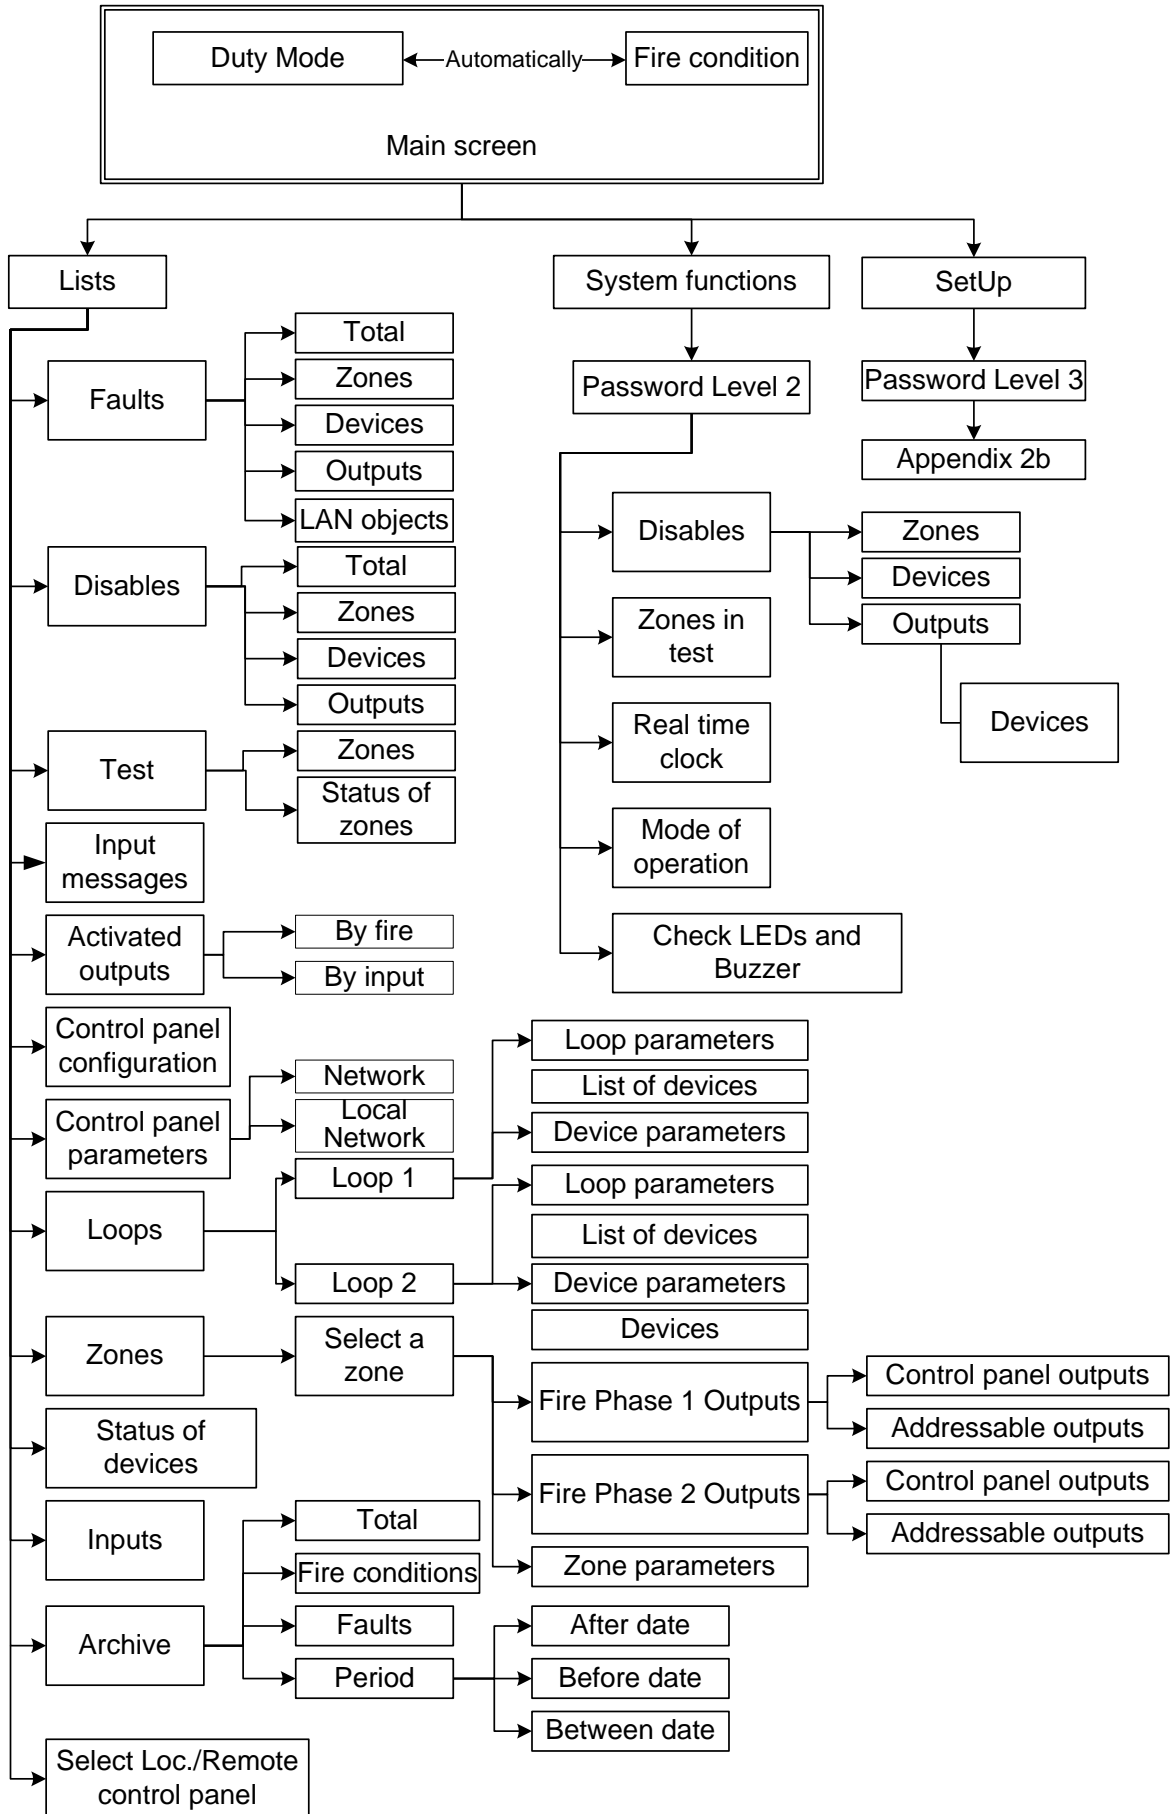 Duty Mode
Automatically
Fire condition
Main screen
Lists
System functions
SetUp
Faults
Total
Zones
Devices
Outputs
LAN objects
Disables
Total
Zones
Devices
Outputs
Test
Zones
Status of
zones
Input
messages
Activated
outputs
By fire
By input
Control panel
configuration
Control panel
parameters
Network
Local
Network
Loops
Loop 1
Loop parameters
List of devices
Device parameters
Loop 2
Loop parameters
List of devices
Device parameters
Zones
Select a
zone
Devices
Fire Phase 1 Outputs
Control panel outputs
Addressable outputs
Fire Phase 2 Outputs
Control panel outputs
Addressable outputs
Zone parameters
Status of
devices
Inputs
Archive
Total
Fire conditions
Faults
Period
After date
Before date
Between date
Select Loc./Remote
control panel
Password Level 2
Disables
Zones
Devices
Outputs
Devices
Zones in
test
Real time
clock
Mode of
operation
Check LEDs and
Buzzer
Password Level 3
Appendix 2b